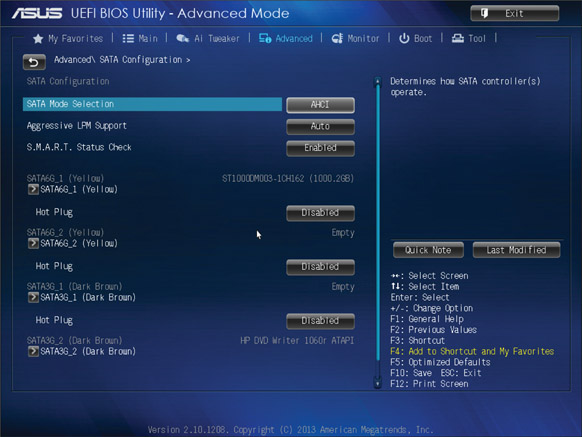 ASUS UEFI BIOS Utility - Advanced Mode
Exit
My Favorites
Main
Ai Tweaker
Advanced
Monitor
Boot
Tool
Advanced\ SATA Configuration >
SATA Configuration
SATA Mode Selection AHCI
Aggressive LPM Support Auto
S.M.A.R.T. Status Check Enabled
SATA6G_1 (Yellow) ST1000DM003-1CH162 (1000.2GB)
> SATA6G_1 (Yellow)
Hot Plug Disabled
SATA6G_2 (Yellow) Empty
> SATA6G_2 (Yellow)
Hot Plug Disabled
SATA3G_1 (Dark Brown) Empty
> SATA3G_1 (Dark Brown)
Hot Plug Disabled
SATA3G_2 (Dark Brown) HP DVD Writer 1060r ATAPI
> SATA3G_2 (Dark Brown)
Determines how SATA controller(s)
operate.
Quick Note
Last Modified
→←: Select Screen
↑↓: Select Item
Enter: Select
+/-: Change Option
F1: General Help
F2: Previous Values
F3: Shortcut
F4: Add to Shortcut and My Favorites
F5: Optimized Defaults
F10: Save ESC: Exit
F12: Print Screen
Version 2.10.1208. Copyright (C) 2013 American Megatrends, Inc.